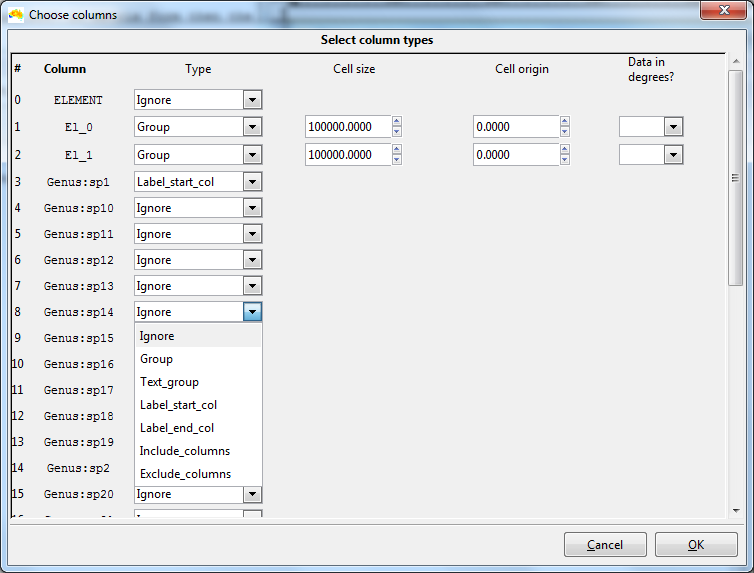 Choose columns
Select column types
# Column Type Cell size Cell origin Data in
degrees?
0 ELEMENT Ignore
1 El_0 Group 100000.0000 0.0000
2 El_1 Group 100000.0000 0.0000
3 Genus:sp1 Label_start_col
4 Genus:sp10 Ignore
5 Genus:sp11 Ignore
6 Genus:sp12 Ignore
7 Genus:sp13 Ignore
8 Genus:sp14 Ignore
9 Genus:sp15 Ignore
10 Genus:sp16 Group
11 Genus:sp17 Text_group
12 Genus:sp18 Label_start_col
Label_end_col
13 Genus:sp19 Include_columns
14 Genus:sp2 Exclude_columns
15 Genus:sp20 Ignore
Cancel OK